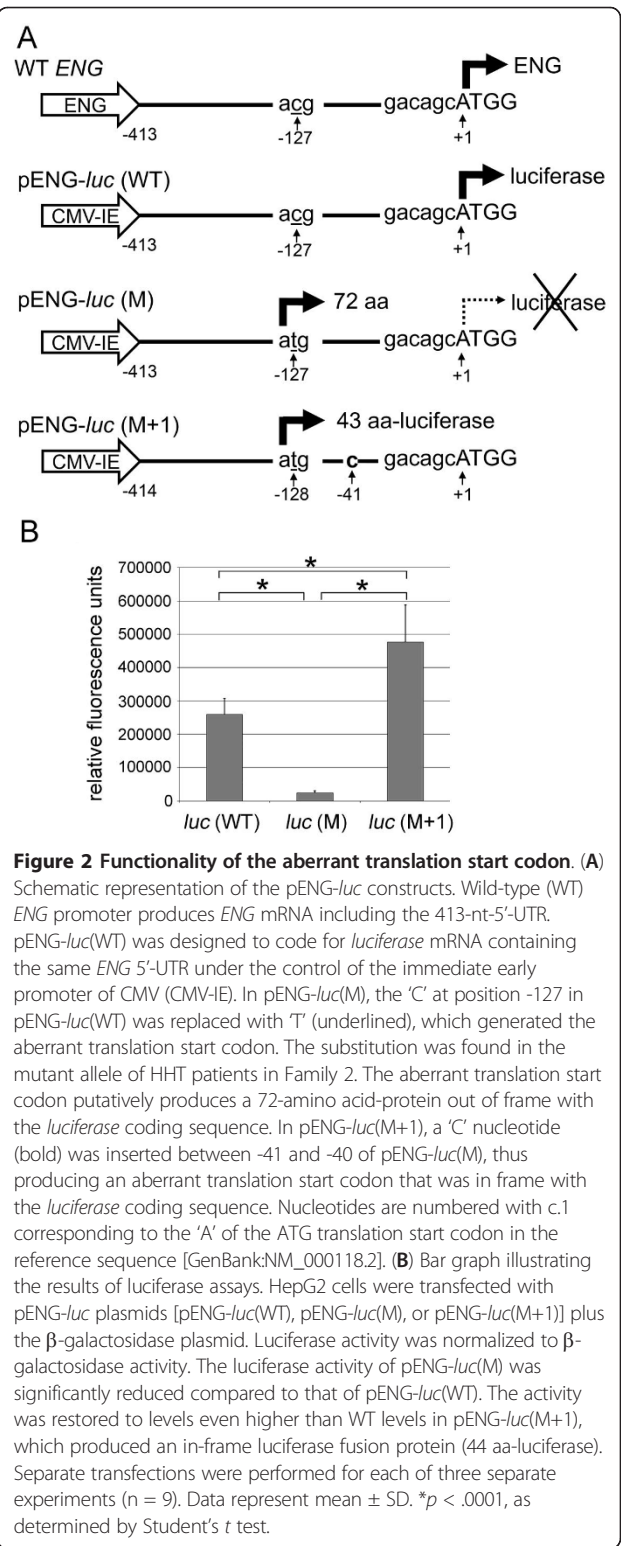 A
WT ENG
ENG
-413
acg
-127
gacagcATGG
+1
ENG
pENG-luc (WT)
CMV-IE
-413
acg
-127
gacagcATGG
+1
luciferase
pENG-luc (M)
CMV-IE
-413
atg
-127
72 aa
gacagcATGG
+1
luciferase
pENG-luc (M+1)
CMV-IE
-414
atg
-128
43 aa-luciferase
c
-41
gacagcATGG
+1
B
relative fluorescence units
700000
600000
500000
400000
300000
200000
100000
0
*
*
*
luc (WT)
luc (M)
luc (M+1)
Figure 2 Functionality of the aberrant translation start codon. (A)
Schematic representation of the pENG-luc constructs. Wild-type (WT)
ENG promoter produces ENG mRNA including the 413-nt-5'-UTR.
pENG-luc(WT) was designed to code for luciferase mRNA containing
the same ENG 5'-UTR under the control of the immediate early
promoter of CMV (CMV-IE). In pENG-luc(M), the 'C' at position -127 in
pENG-luc(WT) was replaced with 'T' (underlined), which generated the
aberrant translation start codon. The substitution was found in the
mutant allele of HHT patients in Family 2. The aberrant translation start
codon putatively produces a 72-amino acid-protein out of frame with
the luciferase coding sequence. In pENG-luc(M+1), a 'C' nucleotide
(bold) was inserted between -41 and -40 of pENG-luc(M), thus
producing an aberrant translation start codon that was in frame with
the luciferase coding sequence. Nucleotides are numbered with c.1
corresponding to the 'A' of the ATG translation start codon in the
reference sequence [GenBank:NM_000118.2]. (B) Bar graph illustrating
the results of luciferase assays. HepG2 cells were transfected with
pENG-luc plasmids [pENG-luc(WT), pENG-luc(M), or pENG-luc(M+1)] plus
the β-galactosidase plasmid. Luciferase activity was normalized to β-
galactosidase activity. The luciferase activity of pENG-luc(M) was
significantly reduced compared to that of pENG-luc(WT). The activity
was restored to levels even higher than WT levels in pENG-luc(M+1),
which produced an in-frame luciferase fusion protein (44 aa-luciferase).
Separate transfections were performed for each of three separate
experiments (n = 9). Data represent mean ± SD. *p < .0001, as
determined by Student's t test.